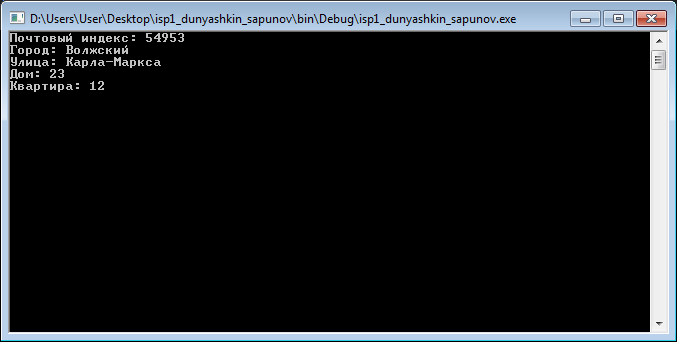 D:\Users\User\Desktop\isp1_dunyashkin_sapunov\bin\Debug\isp1_dunyashkin_sapunov.exe
Почтовый индекс: 54953
Город: Волжский
Улица: Карла-Маркса
Дом: 23
Квартира: 12